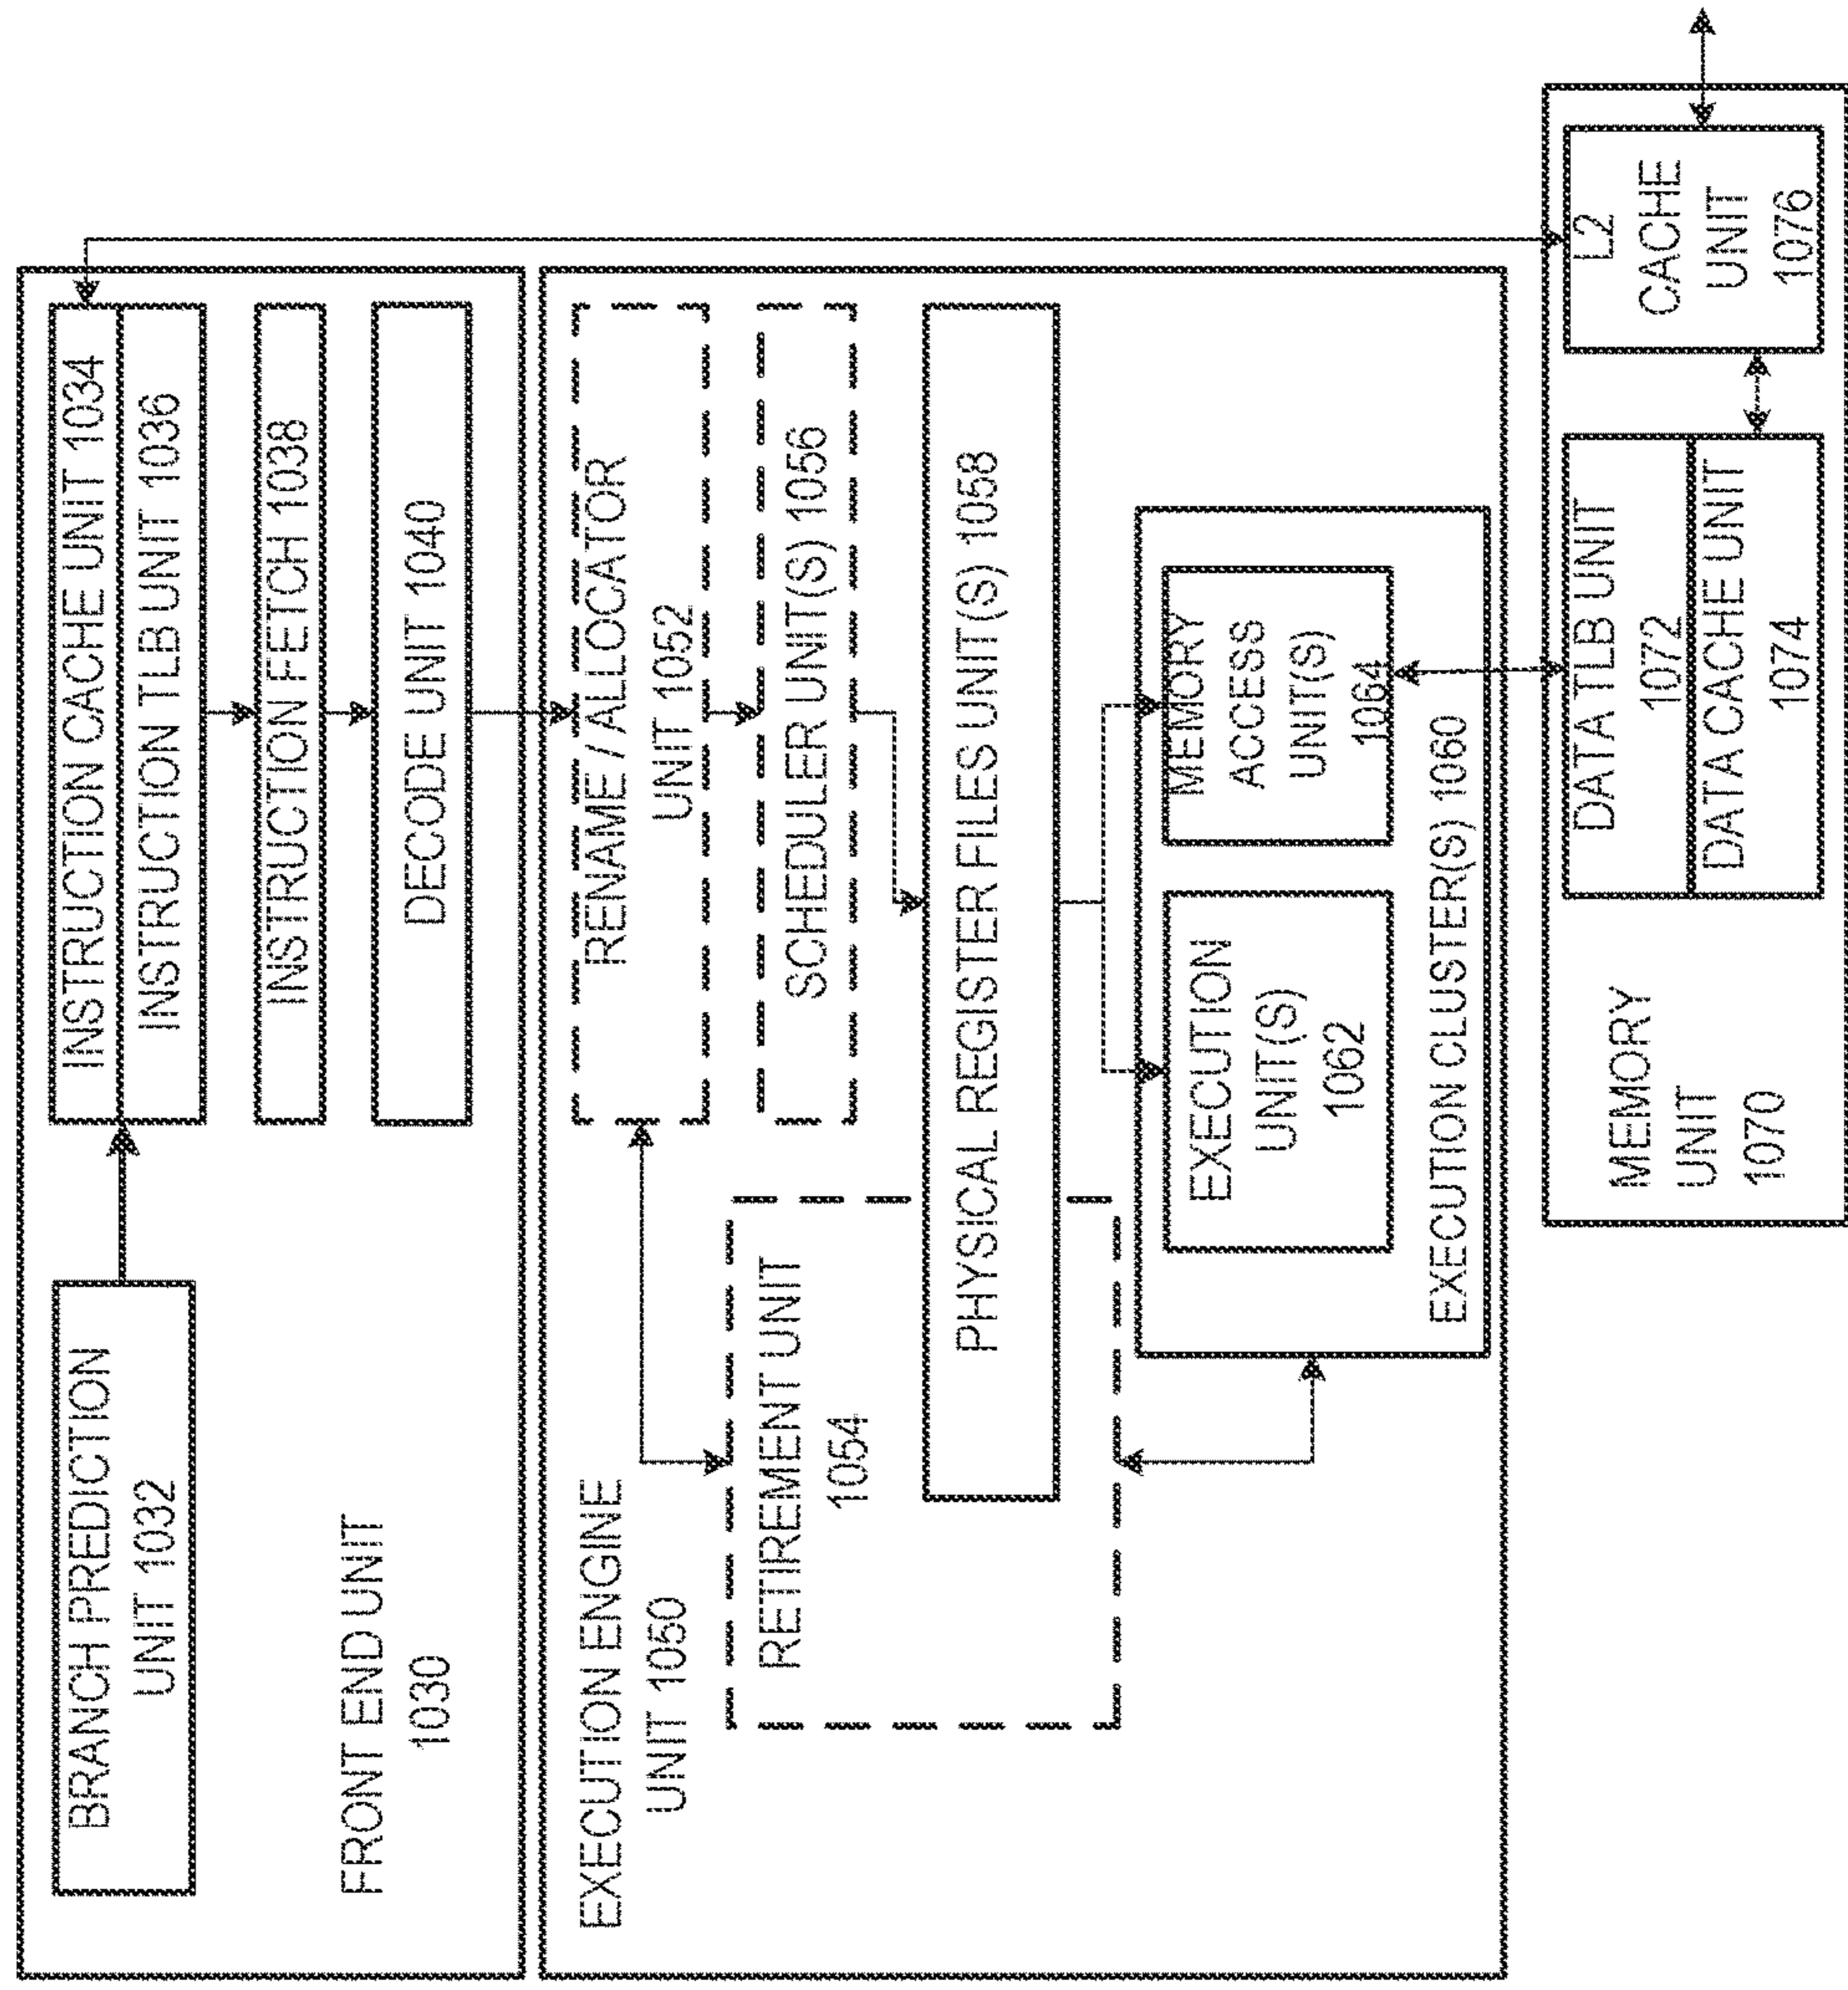 BRANCH PREDICTION
UNIT 1032
INSTRUCTION CACHE UNIT 1034
INSTRUCTION TLB UNIT 1036
INSTRUCTION FETCH 1038
FRONT END UNIT
1030
DECODE UNIT 1040
EXECUTION ENGINE
UNIT 1050
RENAME / ALLOCATOR
UNIT 1052
RETIREMENT UNIT
1054
SCHEDULER UNIT(S) 1056
PHYSICAL REGISTER FILES UNIT(S) 1058
EXECUTION
UNIT(S)
1062
MEMORY
ACCESS
UNIT(S)
1064
EXECUTION CLUSTER(S) 1060
MEMORY
UNIT
1070
DATA TLB UNIT
1072
DATA CACHE UNIT
1074
L2
CACHE
UNIT
1076